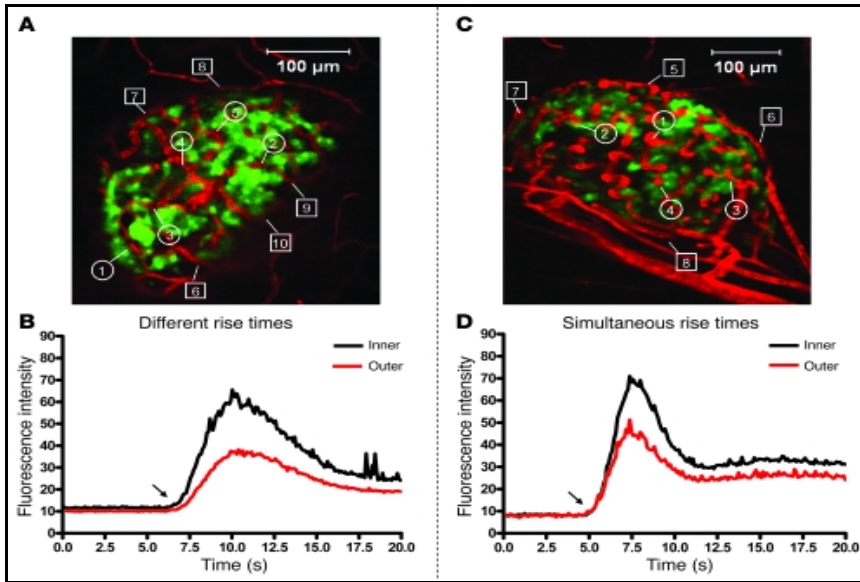 A
8
100 µm
7
3
4
2
9
3
10
1
6
C
5
100 µm
7
1
6
2
4
3
8
B
Different rise times
90
80
70
60
50
40
30
20
10
0
Fluorescence intensity
Inner
Outer
0.0 2.5 5.0 7.5 10.0 12.5 15.0 17.5 20.0
Time (s)
D
Simultaneous rise times
90
80
70
60
50
40
30
20
10
0
Fluorescence intensity
Inner
Outer
0.0 2.5 5.0 7.5 10.0 12.5 15.0 17.5 20.0
Time (s)